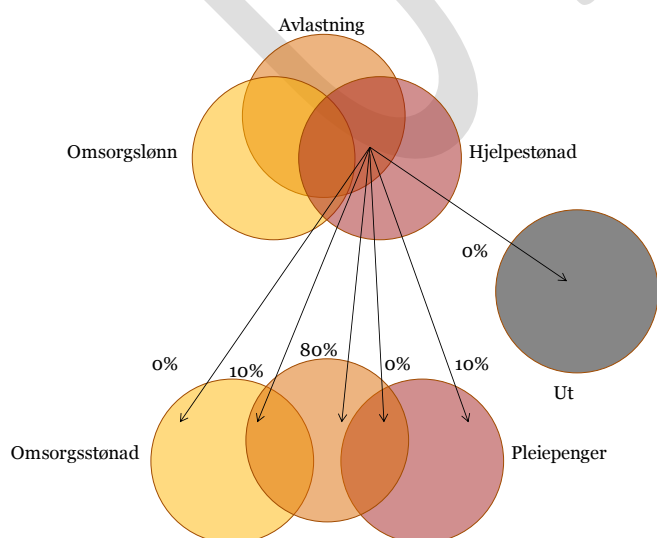 Avlastning
Omsorgslønn
Hjelpestønad
0%
0%
10%
80%
0%
10%
Ut
Omsorgsstønad
Pleiepenger